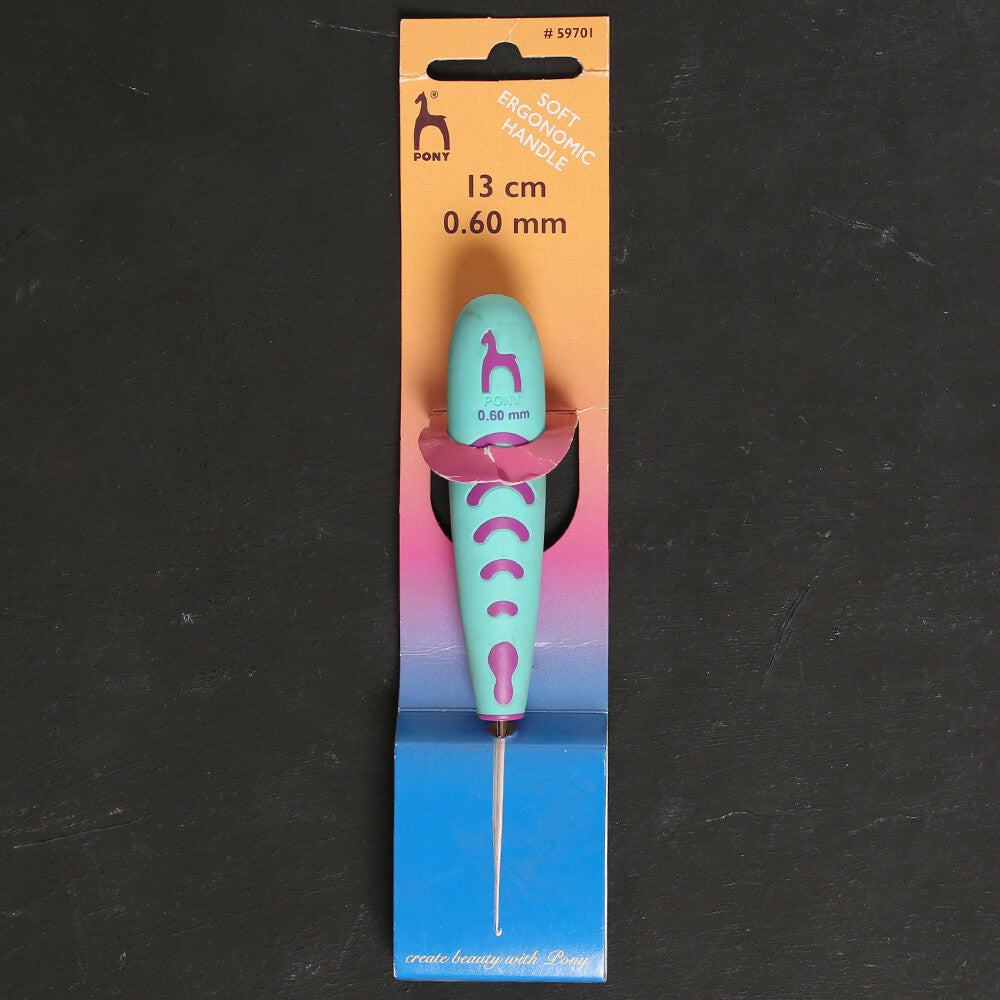 # 59701
SOFT
ERGONOMIC
HANDLE
®
PONY
13 cm
0.60 mm
PONY
0.60 mm
create beauty with Pony